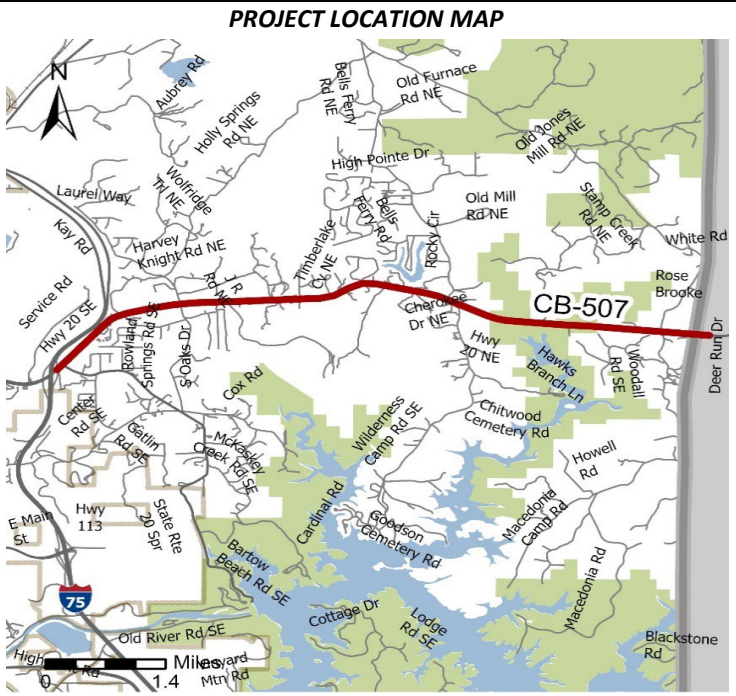 PROJECT LOCATION MAP
N
Aubrey Rd
Holly Springs
Rd NE
Bells Ferry
Rd NE
Old Furnace
Rd NE
Old Jone's
Mill Rd NE
High Pointe Dr
Laurel Way
Wolfridge
Trl NE
Bells
Ferry Rd
Old Mill
Rd NE
Stamp Creek
Rd NE
White Rd
Kay Rd
Harvey
Knight Rd NE
Timberlake
Cv NE
Rocky Cir
Rose
Brooke
Service Rd
Hwy 20 SE
J R
Rd NE
Cherokee
Dr NE
CB-507
Deer Run Dr
Rowland
Springs Rd SE
S Oaks Dr
Hwy
20 NE
Hawks
Branch Ln
Woodall
Rd SE
Cox Rd
Center
Rd SE
Gatlin
Rd SE
McKaskey
Creek Rd SE
Wilderness
Camp Rd SE
Chitwood
Cemetery Rd
Howell
Rd
Hwy
113
State Rte
20 Spr
Cardinal Rd
Goodson
Cemetery Rd
Macedonia
Camp Rd
E Main
St
Bartow
Beach Rd SE
Macedonia Rd
75
Cottage Dr
Lodge
Rd SE
Old River Rd SE
Blackstone
Rd
Miles
Mtn Rd
0
1.4